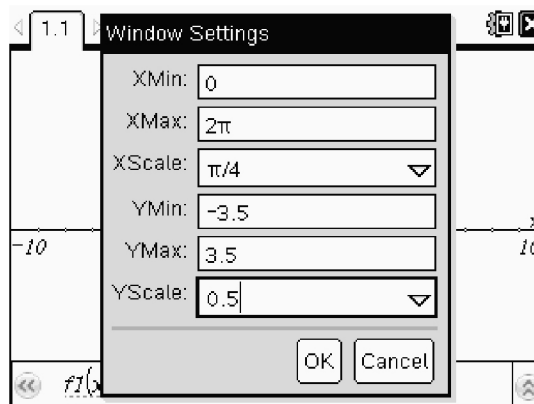 1.1
Window Settings
XMin: 0
XMax: 2π
XScale: π/4
YMin: -3.5
-10
YMax: 3.5
YScale: 0.5
OK Cancel
f1(x